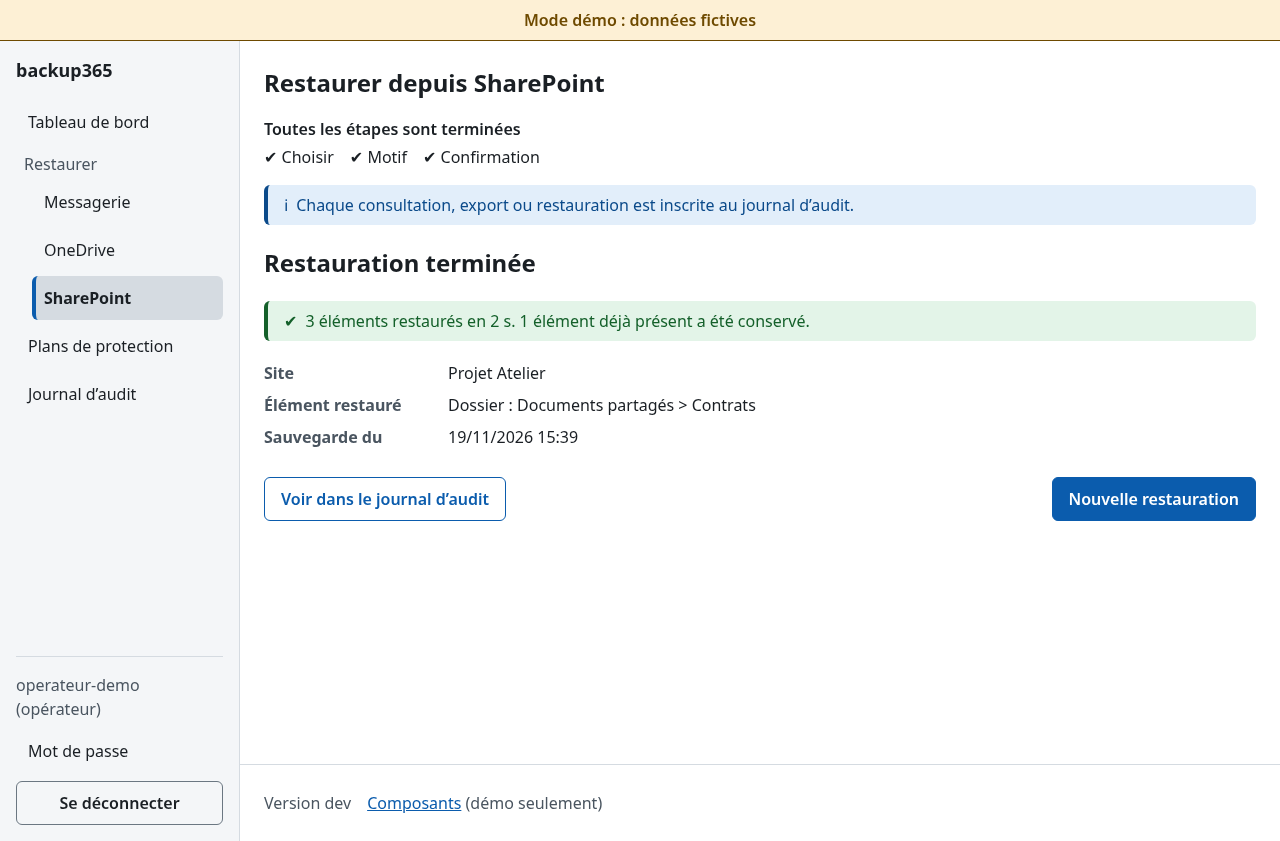 Mode démo : données fictives
backup365
Tableau de bord
Restaurer
Messagerie
OneDrive
SharePoint
Plans de protection
Journal d’audit
operateur-demo
(opérateur)
Mot de passe
Se déconnecter
Restaurer depuis SharePoint
Toutes les étapes sont terminées
✔ Choisir ✔ Motif ✔ Confirmation
i Chaque consultation, export ou restauration est inscrite au journal d’audit.
Restauration terminée
✔ 3 éléments restaurés en 2 s. 1 élément déjà présent a été conservé.
Site Projet Atelier
Élément restauré Dossier : Documents partagés > Contrats
Sauvegarde du 19/11/2026 15:39
Voir dans le journal d’audit Nouvelle restauration
Version dev Composants (démo seulement)